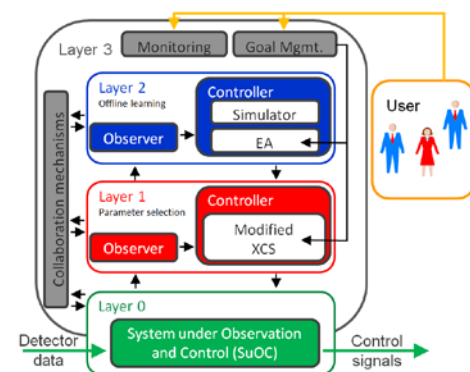 Layer 3
Monitoring
Goal Mgmt.
Layer 2
Offline learning
Observer
Controller
Simulator
EA
User
Collaboration mechanisms
Layer 1
Parameter selection
Observer
Controller
Modified
XCS
Layer 0
System under Observation
and Control (SuOC)
Detector
data
Control
signals